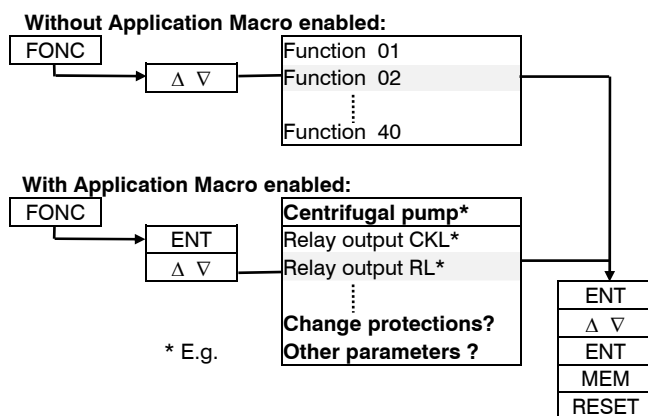 Without Application Macro enabled:
FONC
Δ ∇
Function 01
Function 02
Function 40
With Application Macro enabled:
FONC
ENT
Δ ∇
Centrifugal pump*
Relay output CKL*
Relay output RL*
Change protections?
Other parameters ?
* E.g.
ENT
Δ ∇
ENT
MEM
RESET